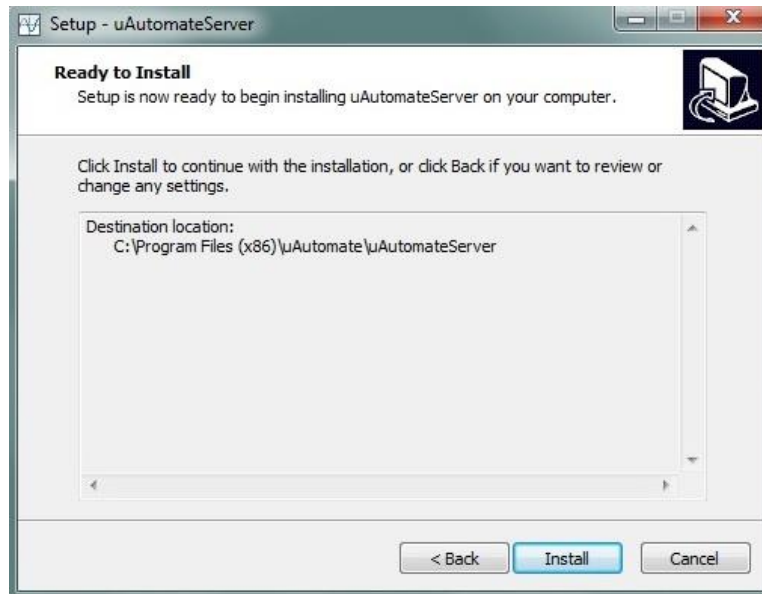 Setup - uAutomateServer
Ready to Install
Setup is now ready to begin installing uAutomateServer on your computer.
Click Install to continue with the installation, or click Back if you want to review or
change any settings.
Destination location:
C:\Program Files (x86)\uAutomate\uAutomateServer
< Back
Install
Cancel